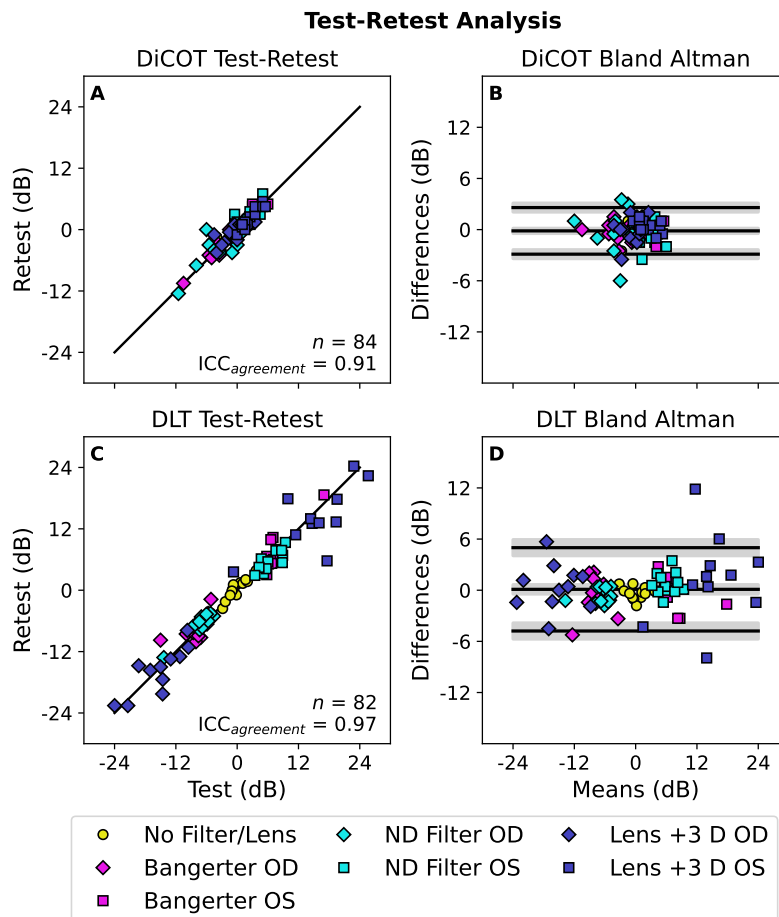 Test-Retest Analysis
DiCOT Test-Retest
DiCOT Bland Altman
A
B
24
12
0
-12
-24
Retest (dB)
n = 84
ICCagreement = 0.91
12
6
0
-6
-12
Differences (dB)
DLT Test-Retest
DLT Bland Altman
C
D
24
12
0
-12
-24
Retest (dB)
n = 82
ICCagreement = 0.97
-24 -12 0 12 24
Test (dB)
12
6
0
-6
-12
Differences (dB)
-24 -12 0 12 24
Means (dB)
No Filter/Lens
ND Filter OD
Lens +3 D OD
Bangerter OD
ND Filter OS
Lens +3 D OS
Bangerter OS